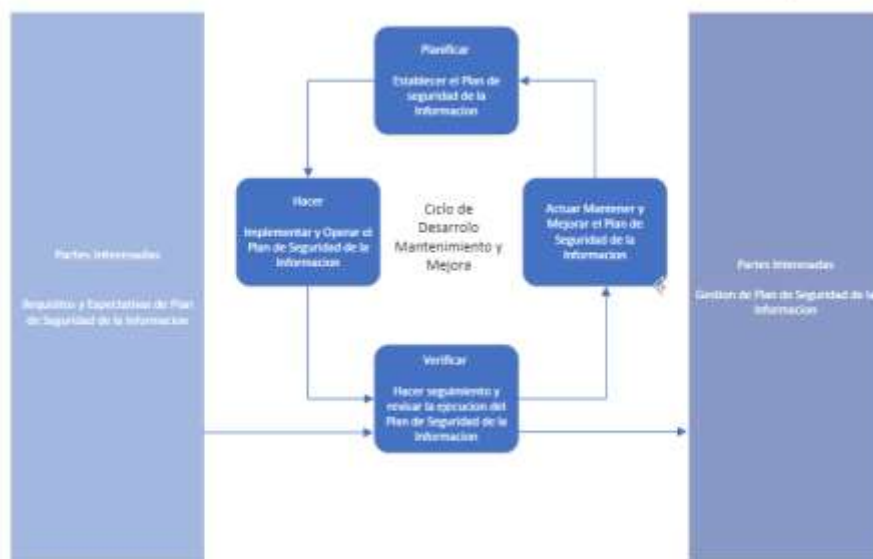 Planificar
Establecer el Plan de
seguridad de la
Informacion
Hacer
Implementar y Operar el
Plan de Seguridad de la
Informacion
Ciclo de
Desarrolo
Mantenimiento y
Mejora
Actuar Mantener y
Mejorar el Plan de
Seguridad de la
Informacion
Partes Interesadas
Requisitos y Expectativas de Plan
de Seguridad de la Informacion
Partes Interesadas
Gestion de Plan de Seguridad de la
Informacion
Verificar
Hacer seguimiento y
revisar la ejecucion del
Plan de Seguridad de la
Informacion